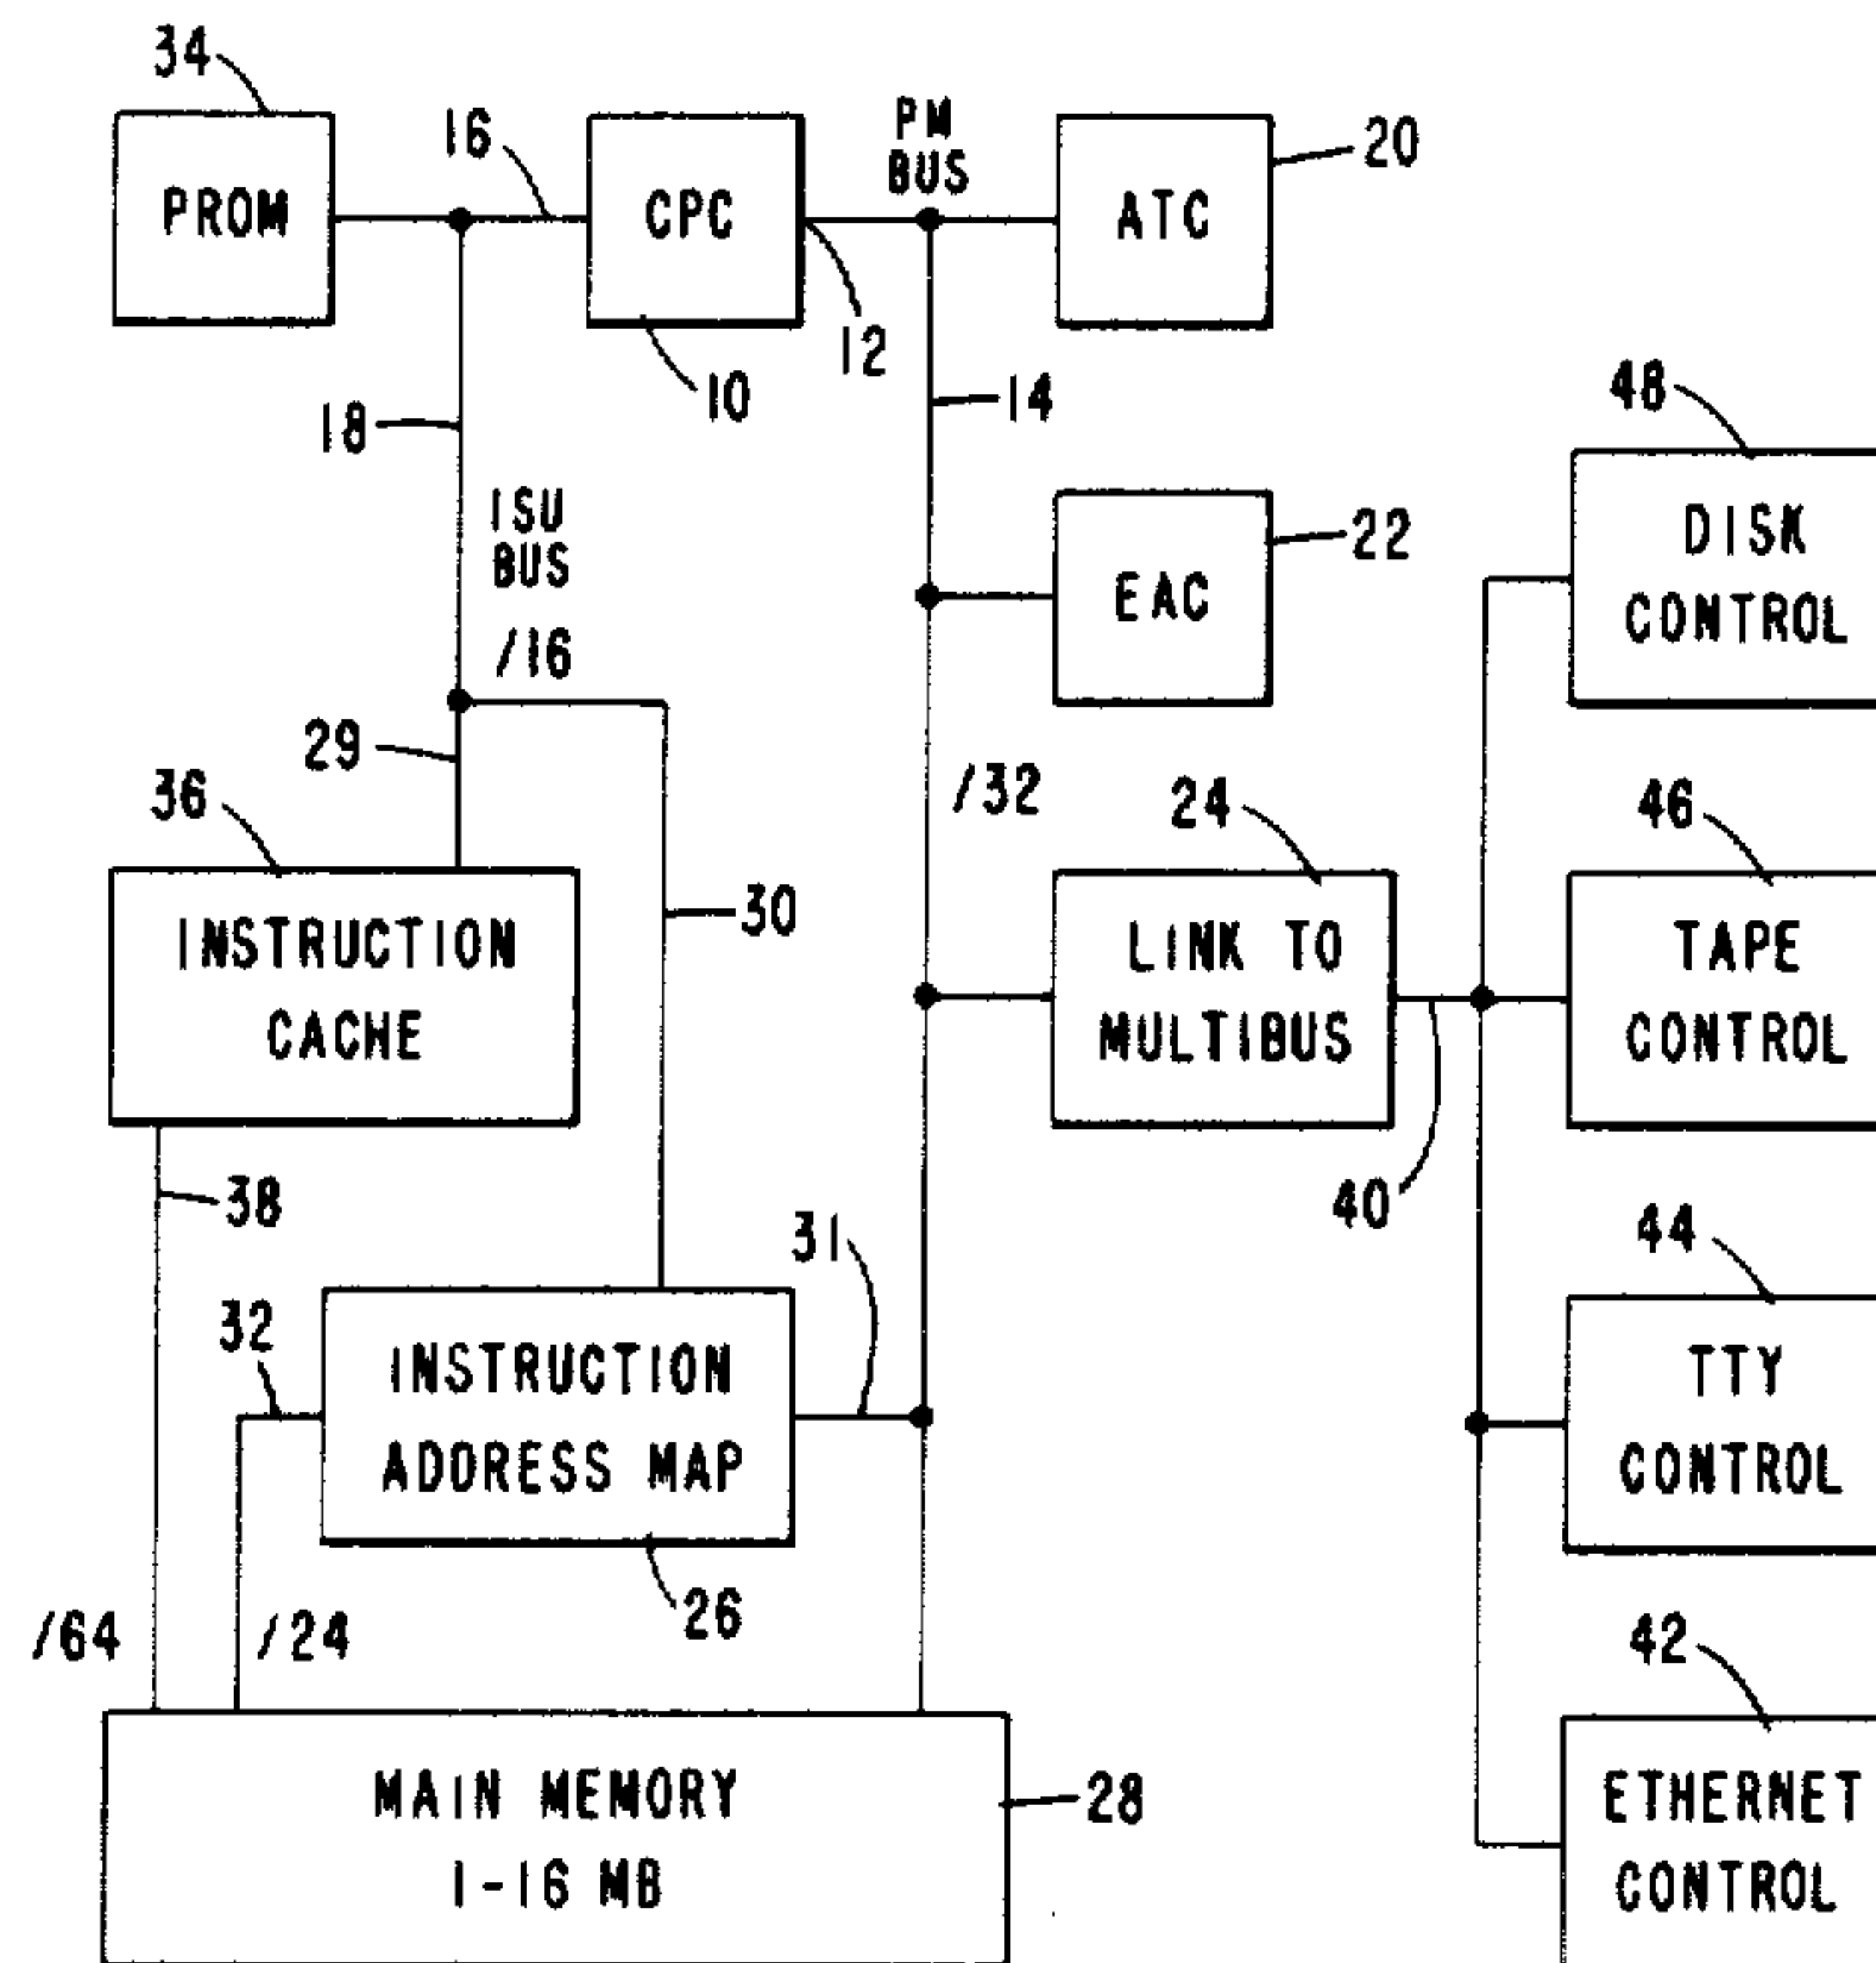 34
16
PM
BUS
20
PROM
CPC
ATC
12
10
14
18
48
ISU
BUS
22
DISK
CONTROL
EAC
/16
29
36
/32
24
46
30
INSTRUCTION
CACHE
LINK TO
MULTIBUS
TAPE
CONTROL
38
40
31
44
32
INSTRUCTION
ADDRESS MAP
TTY
CONTROL
26
/64
/24
42
MAIN MEMORY
1-16 MB
28
ETHERNET
CONTROL